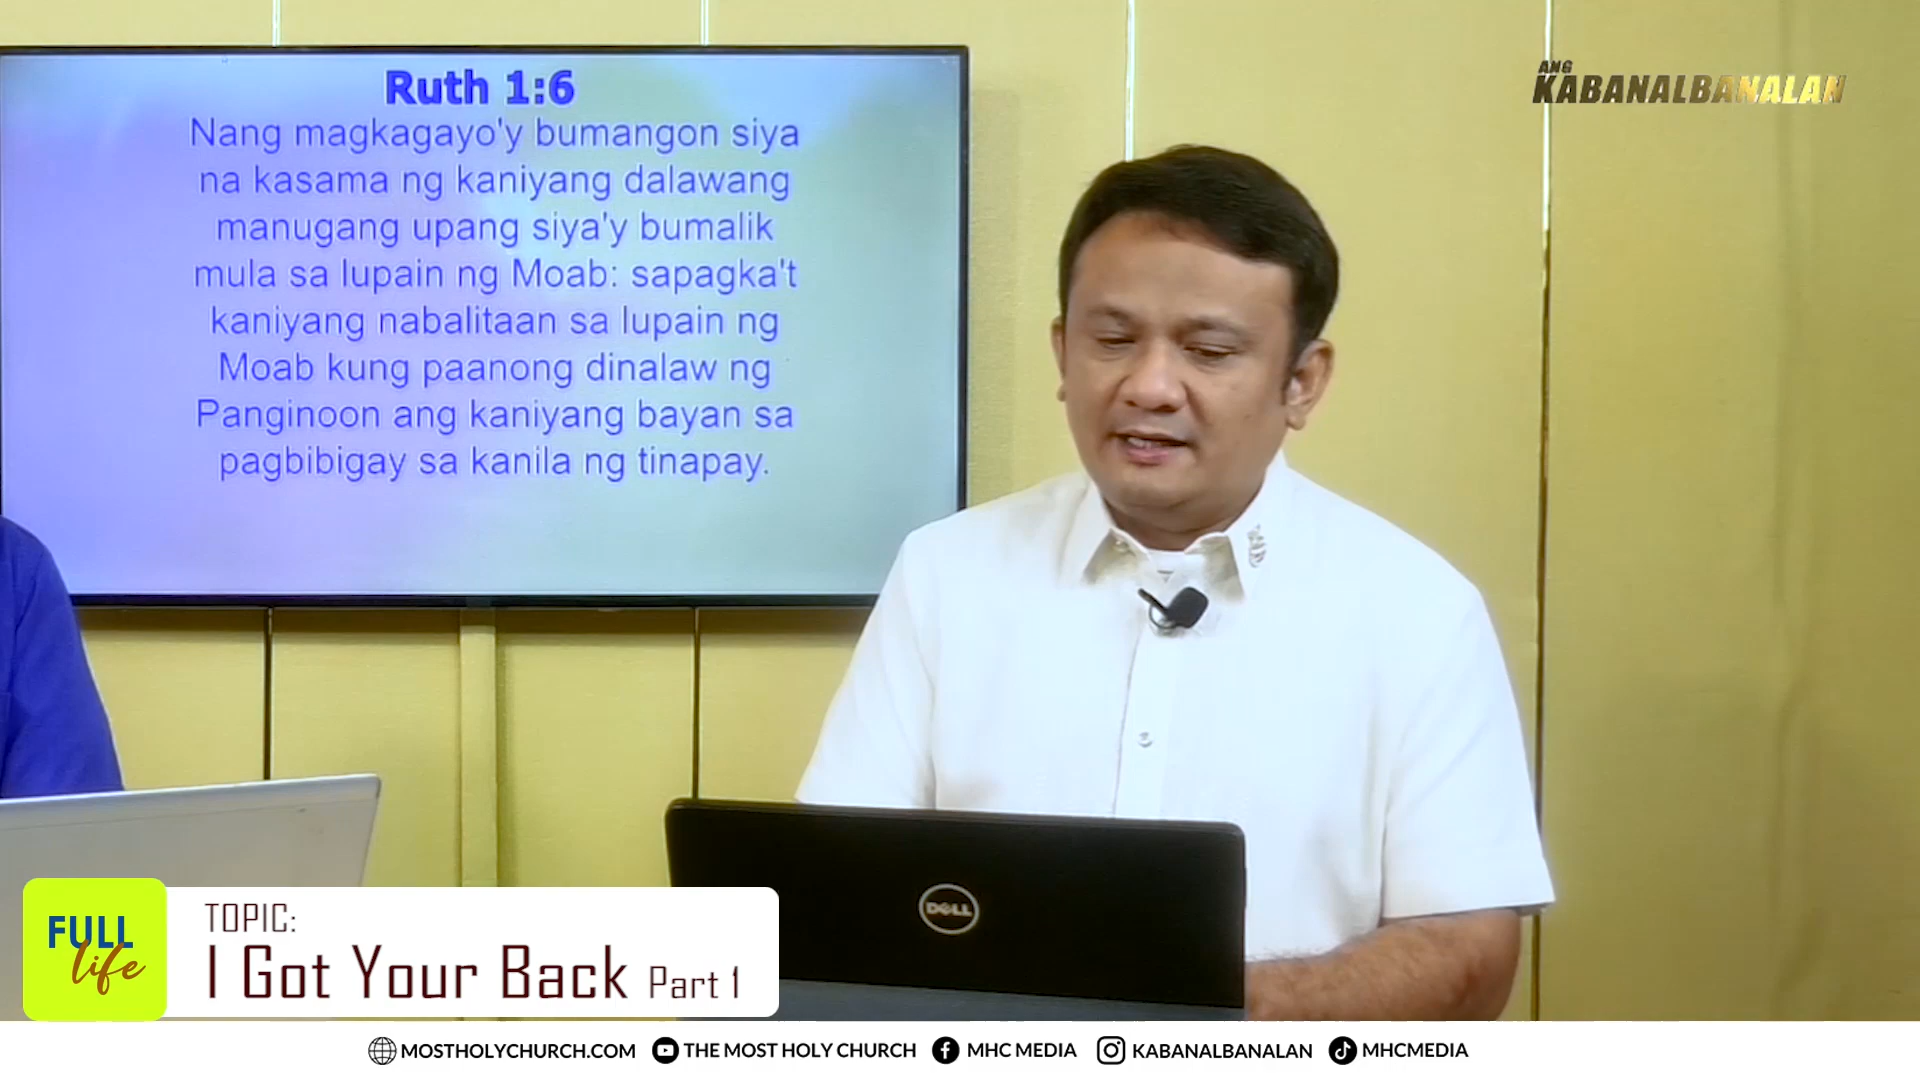 Ruth 1:6
Nang magkagayo'y bumangon siya
na kasama ng kaniyang dalawang
manugang upang siya'y bumalik
mula sa lupain ng Moab: sapagka't
kaniyang nabalitaan sa lupain ng
Moab kung paanong dinalaw ng
Panginoon ang kaniyang bayan sa
pagbibigay sa kanila ng tinapay.
ANG
KABANALBANALAN
DELL
FULL
life
TOPIC:
I Got Your Back Part 1
MOSTHOLYCHURCH.COM THE MOST HOLY CHURCH MHC MEDIA KABANALBANALAN MHCMEDIA